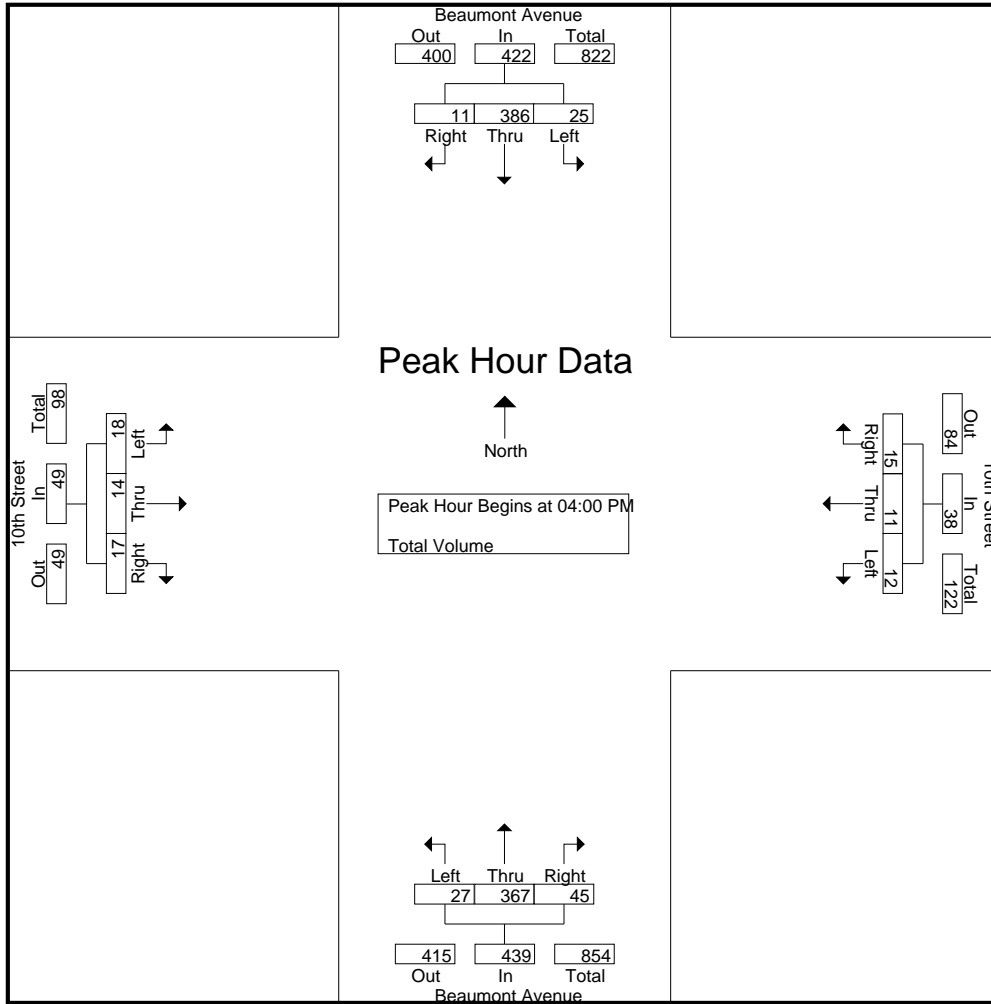 Beaumont Avenue
Out In Total
400 422 822
11 386 25
Right Thru Left
Peak Hour Data
North
Peak Hour Begins at 04:00 PM
Total Volume
10th Street
Total In Out
98 49 49
18 14 17
Left Thru Right
10th Street
Out In Total
84 38 122
15 11 12
Right Thru Left
Left Thru Right
27 367 45
415 439 854
Out In Total
Beaumont Avenue